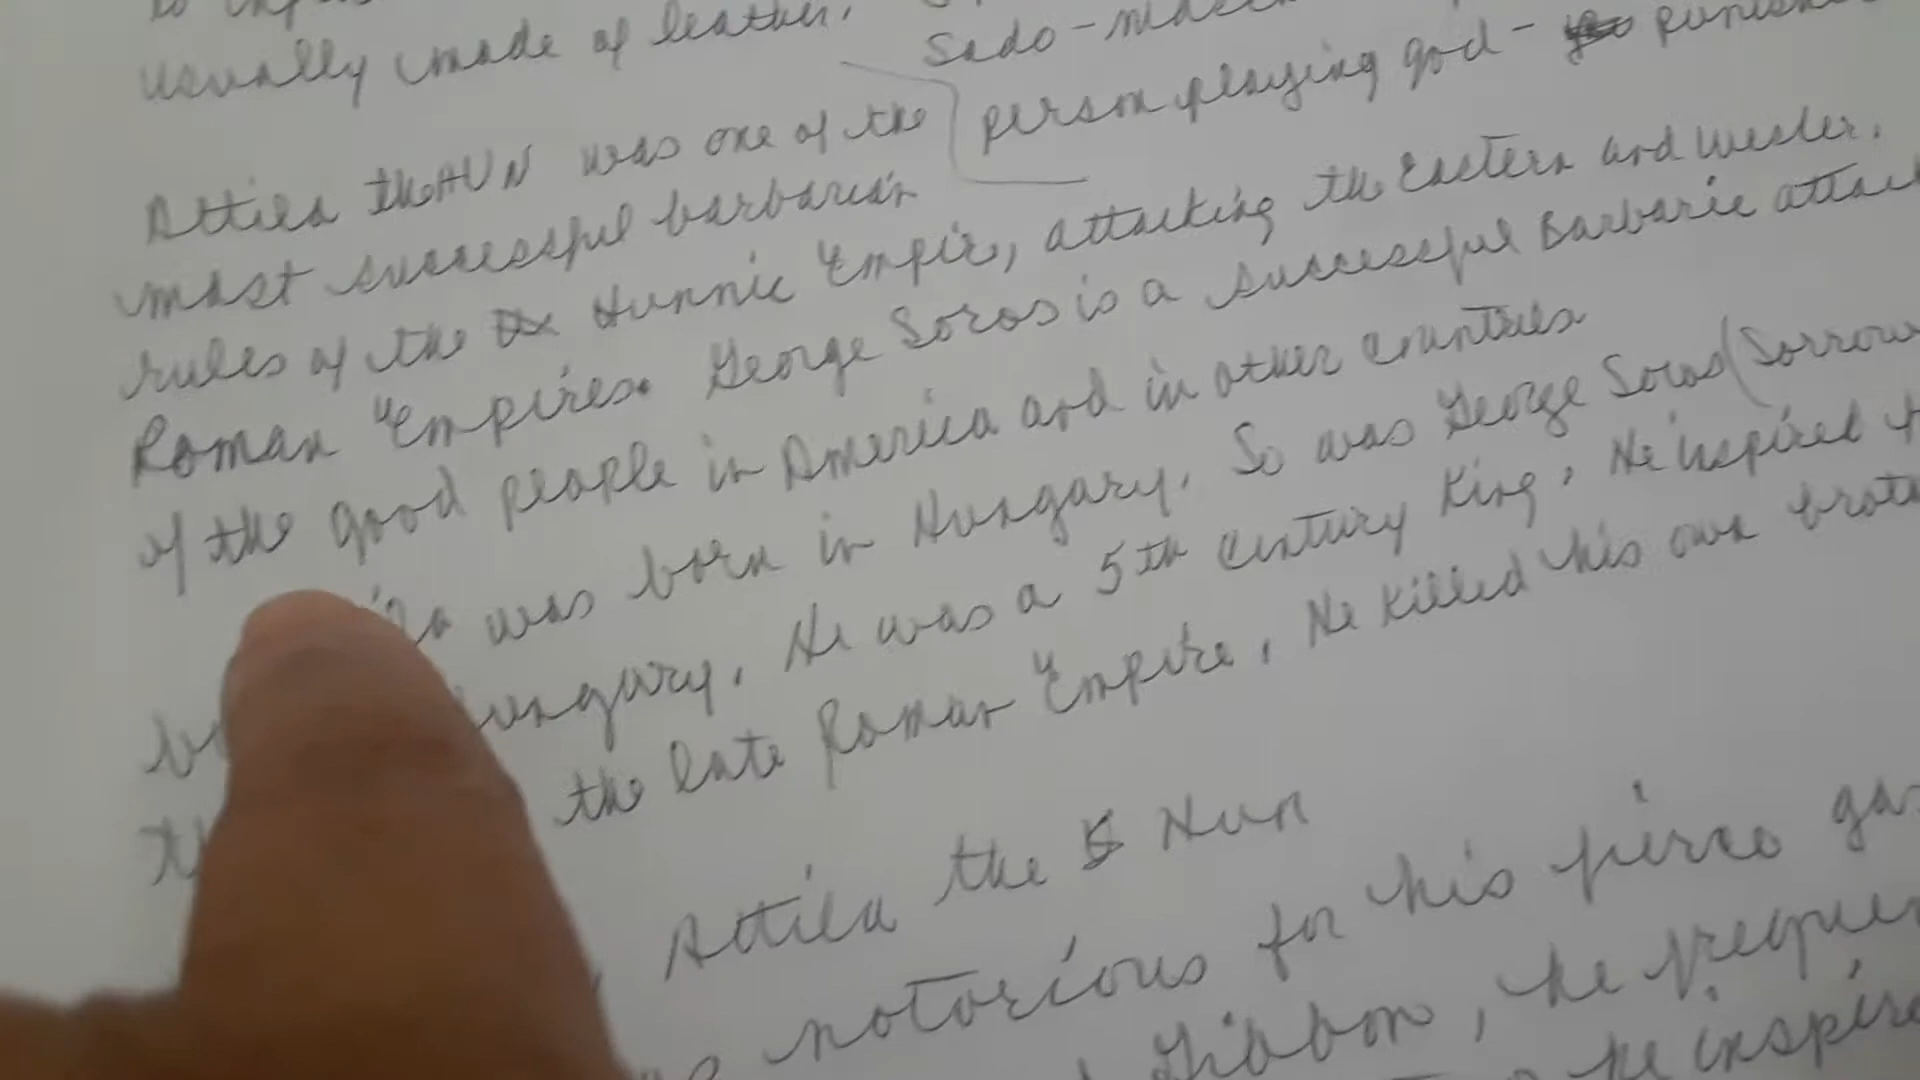 usually made of leather.
Sado-
person playing god -
Attila the HUN was one of the
most successful barbarian
rules of the Hunnic Empire, attacking the Eastern and Wester.
Roman Empires. George Soros is a successful Barbaric attac
of the good people in America and in other countries
was born in Hungary. So was George Soros (Sorrow
ungary. He was a 5th Century King. He inspired
the late Roman Empire. He killed his own brot
Attila the Hun
notorious for his fierce ga
Gibbon, he frequen
he inspire